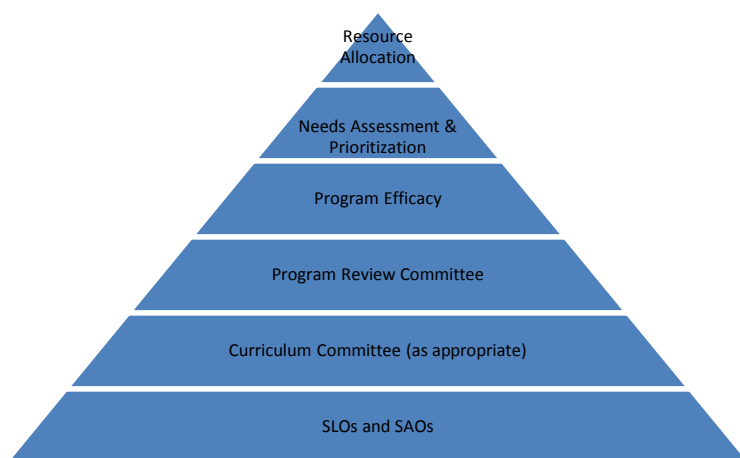 Resource
Allocation
Needs Assessment &
Prioritization
Program Efficacy
Program Review Committee
Curriculum Committee (as appropriate)
SLOs and SAOs